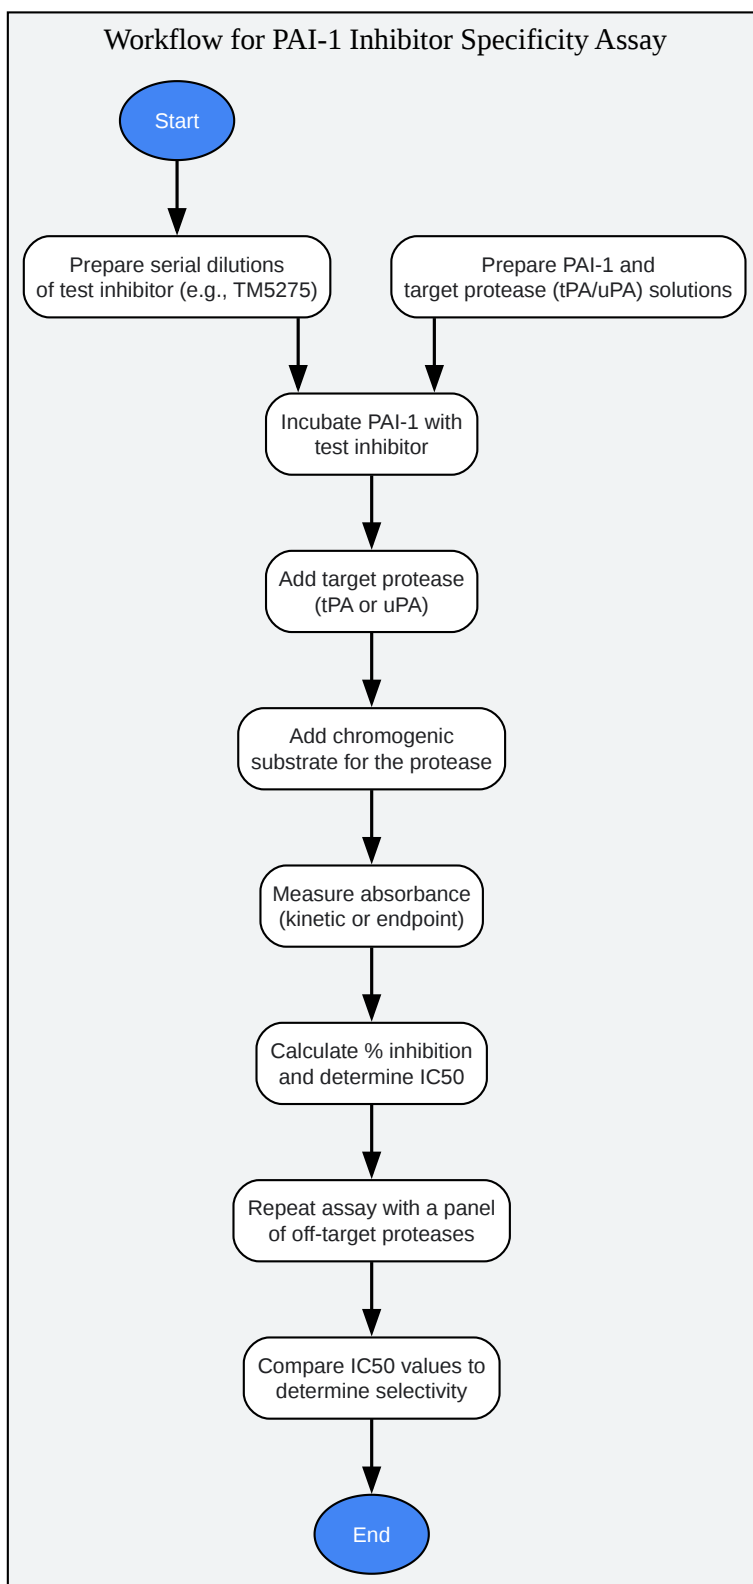 Workflow for PAI-1 Inhibitor Specificity Assay
Start
Prepare serial dilutions
of test inhibitor (e.g., TM5275)
Prepare PAI-1 and
target protease (tPA/uPA) solutions
Incubate PAI-1 with
test inhibitor
Add target protease
(tPA or uPA)
Add chromogenic
substrate for the protease
Measure absorbance
(kinetic or endpoint)
Calculate % inhibition
and determine IC50
Repeat assay with a panel
of off-target proteases
Compare IC50 values to
determine selectivity
End